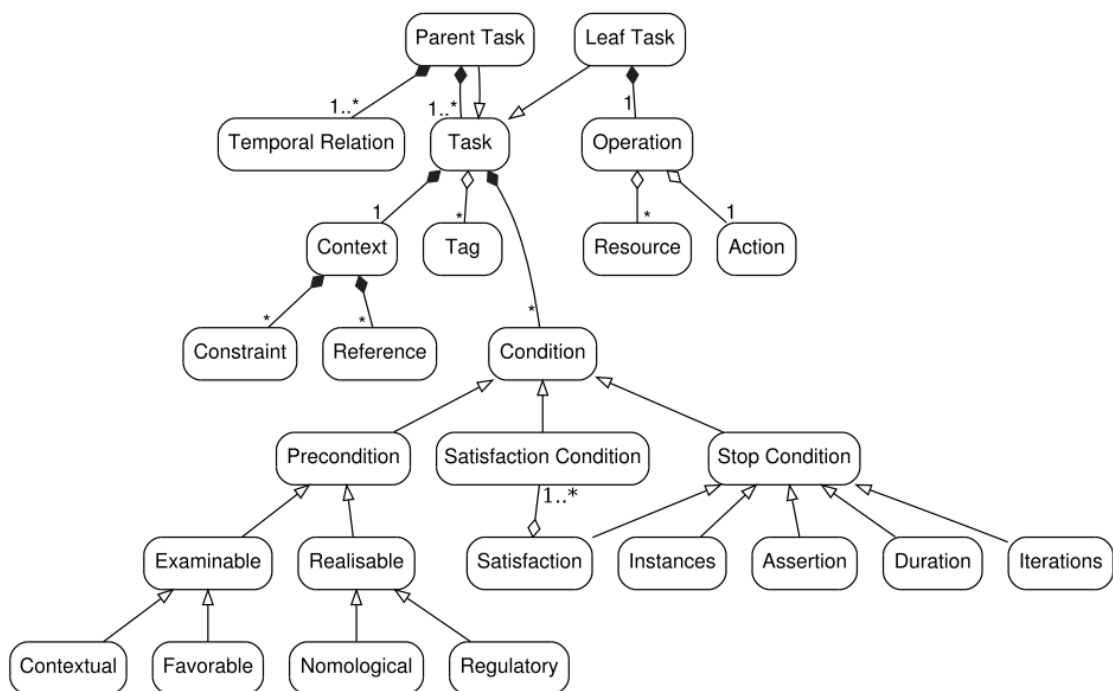 Parent Task
Leaf Task
1..*
1..*
1
Temporal Relation
Task
Operation
1
*
*
1
Context
Tag
Resource
Action
*
*
*
Constraint
Reference
Condition
Precondition
Satisfaction Condition
Stop Condition
1..*
Examinable
Realisable
Satisfaction
Instances
Assertion
Duration
Iterations
Contextual
Favorable
Nomological
Regulatory